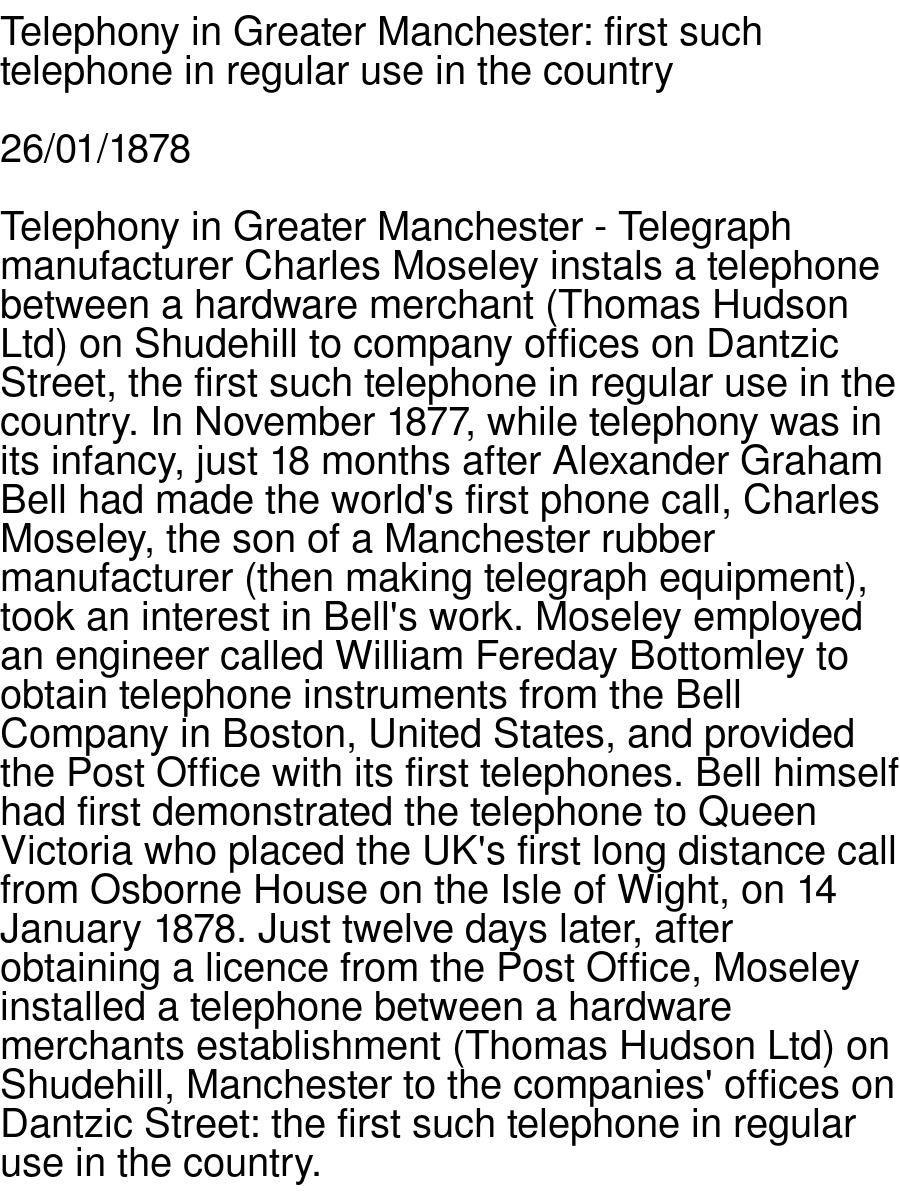 Telephony in Greater Manchester: first such
telephone in regular use in the country
26/01/1878
Telephony in Greater Manchester - Telegraph
manufacturer Charles Moseley instals a telephone
between a hardware merchant (Thomas Hudson
Ltd) on Shudehill to company offices on Dantzic
Street, the first such telephone in regular use in the
country. In November 1877, while telephony was in
its infancy, just 18 months after Alexander Graham
Bell had made the world's first phone call, Charles
Moseley, the son of a Manchester rubber
manufacturer (then making telegraph equipment),
took an interest in Bell's work. Moseley employed
an engineer called William Fereday Bottomley to
obtain telephone instruments from the Bell
Company in Boston, United States, and provided
the Post Office with its first telephones. Bell himself
had first demonstrated the telephone to Queen
Victoria who placed the UK's first long distance call
from Osborne House on the Isle of Wight, on 14
January 1878. Just twelve days later, after
obtaining a licence from the Post Office, Moseley
installed a telephone between a hardware
merchants establishment (Thomas Hudson Ltd) on
Shudehill, Manchester to the companies' offices on
Dantzic Street: the first such telephone in regular
use in the country.